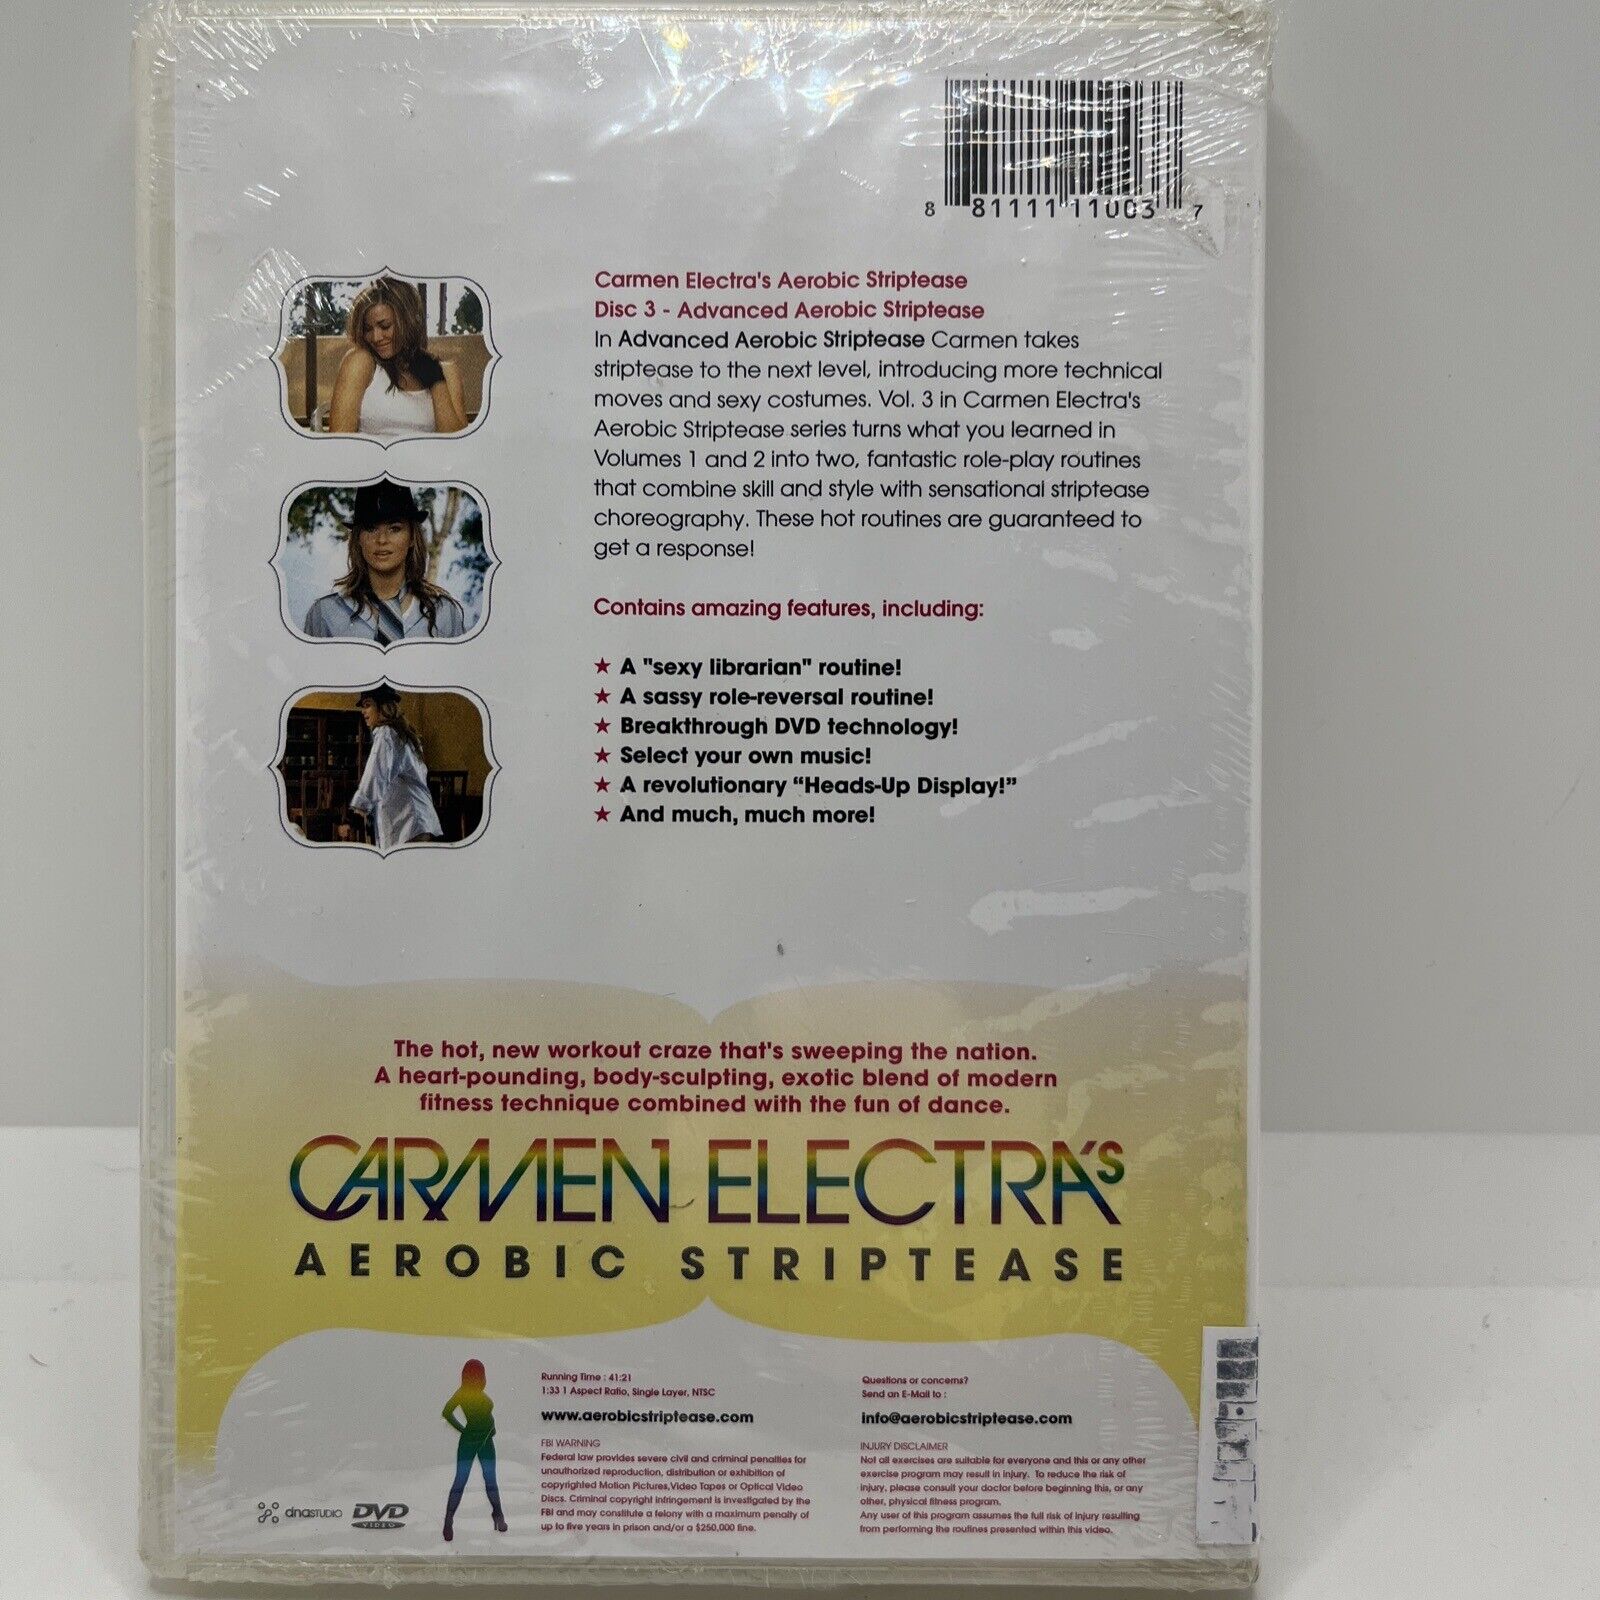 8 81111 11003 7
Carmen Electra's Aerobic Striptease
Disc 3 - Advanced Aerobic Striptease
In Advanced Aerobic Striptease Carmen takes
striptease to the next level, introducing more technical
moves and sexy costumes. Vol. 3 in Carmen Electra's
Aerobic Striptease series turns what you learned in
Volumes 1 and 2 into two, fantastic role-play routines
that combine skill and style with sensational striptease
choreography. These hot routines are guaranteed to
get a response!
Contains amazing features, including:
★ A "sexy librarian" routine!
★ A sassy role-reversal routine!
★ Breakthrough DVD technology!
★ Select your own music!
★ A revolutionary “Heads-Up Display!”
★ And much, much more!
The hot, new workout craze that's sweeping the nation.
A heart-pounding, body-sculpting, exotic blend of modern
fitness technique combined with the fun of dance.
CARMEN ELECTRA'S
AEROBIC STRIPTEASE
Running Time : 41:21
1:33 1 Aspect Ratio, Single Layer, NTSC
www.aerobicstriptease.com
FBI WARNING
Federal law provides severe civil and criminal penalties for
unauthorized reproduction, distribution or exhibition of
copyrighted Motion Pictures, Video Tapes or Optical Video
Discs. Criminal copyright infringement is investigated by the
FBI and may constitute a felony with a maximum penalty of
up to five years in prison and/or a $250,000 fine.
Questions or concerns?
Send an E-Mail to :
info@aerobicstriptease.com
INJURY DISCLAIMER
Not all exercises are suitable for everyone and this or any other
exercise program may result in injury. To reduce the risk of
injury, please consult your doctor before beginning this, or any
other, physical fitness program.
Any user of this program assumes the full risk of injury resulting
from performing the routines presented within this video.
dnastudio DVD
VIDEO